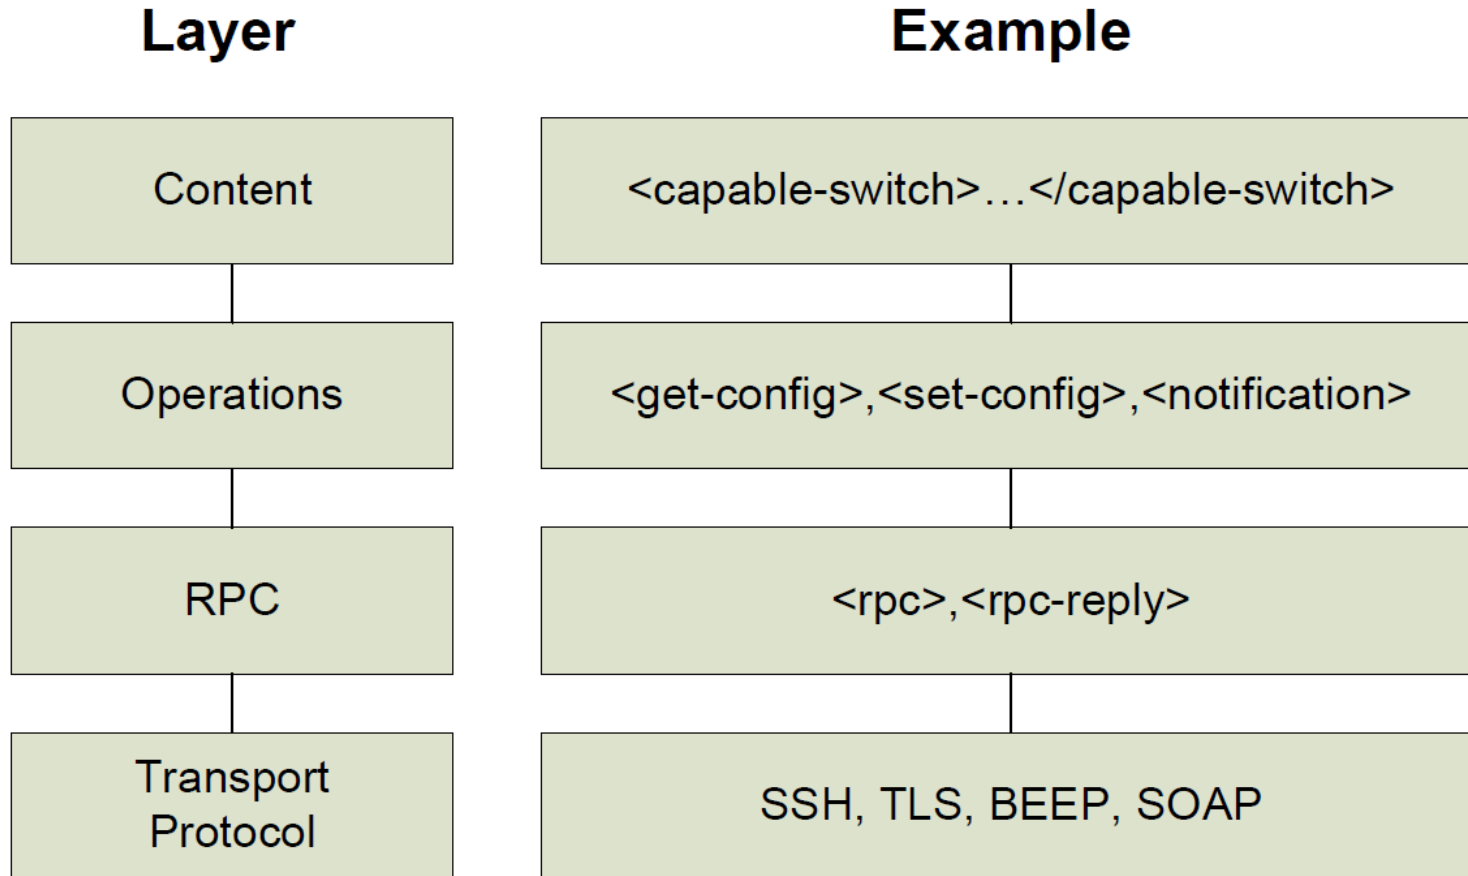 Layer Example
Content <capable-switch>…</capable-switch>
Operations <get-config>,<set-config>,<notification>
RPC <rpc>,<rpc-reply>
Transport
Protocol
SSH, TLS, BEEP, SOAP